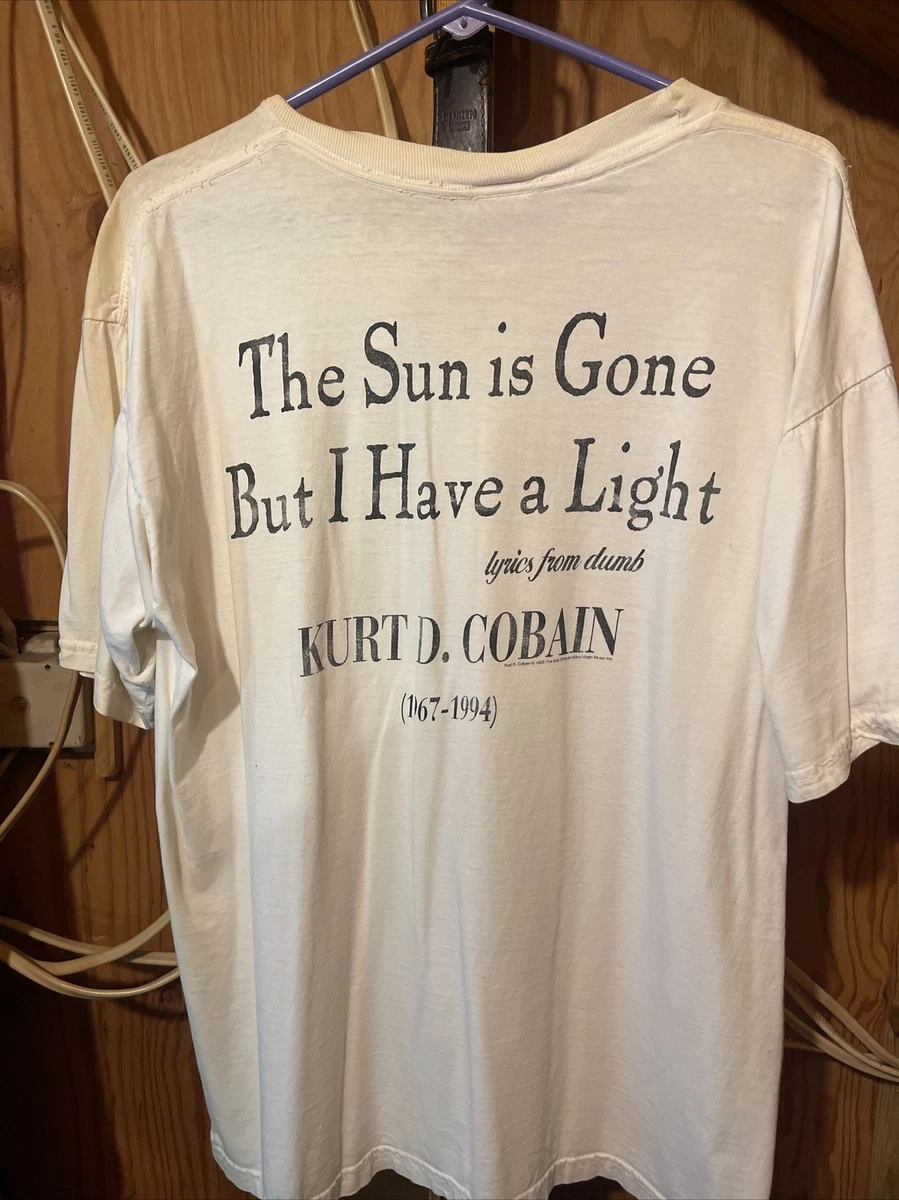 The Sun is Gone
But I Have a Light
lyrics from dumb
KURT D. COBAIN
(1967-1994)